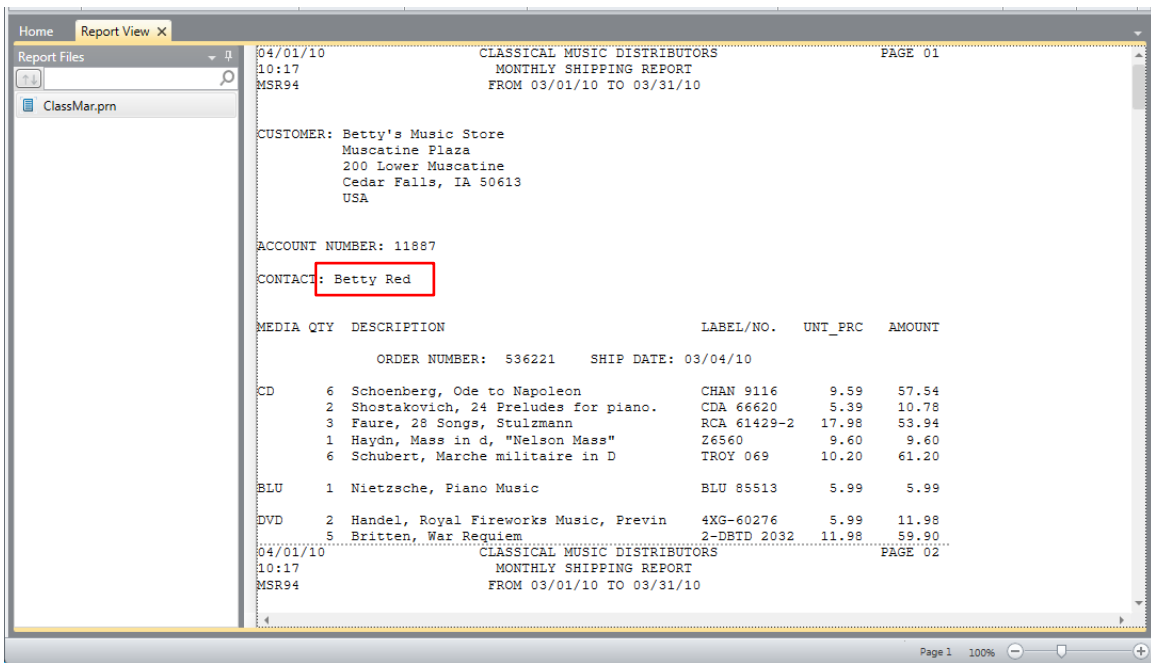 Home Report View X
Report Files
ClassMar.prn
04/01/10 CLASSICAL MUSIC DISTRIBUTORS PAGE 01
10:17 MONTHLY SHIPPING REPORT
MSR94 FROM 03/01/10 TO 03/31/10
CUSTOMER: Betty's Music Store
Muscatine Plaza
200 Lower Muscatine
Cedar Falls, IA 50613
USA
ACCOUNT NUMBER: 11887
CONTACT: Betty Red
MEDIA QTY DESCRIPTION LABEL/NO. UNT_PRC AMOUNT
ORDER NUMBER: 536221 SHIP DATE: 03/04/10
CD 6 Schoenberg, Ode to Napoleon CHAN 9116 9.59 57.54
2 Shostakovich, 24 Preludes for piano. CDA 66620 5.39 10.78
3 Faure, 28 Songs, Stulzmann RCA 61429-2 17.98 53.94
1 Haydn, Mass in d, "Nelson Mass" Z6560 9.60 9.60
6 Schubert, Marche militaire in D TROY 069 10.20 61.20
BLU 1 Nietzsche, Piano Music BLU 85513 5.99 5.99
DVD 2 Handel, Royal Fireworks Music, Previn 4XG-60276 5.99 11.98
5 Britten, War Requiem 2-DBTD 2032 11.98 59.90
04/01/10 CLASSICAL MUSIC DISTRIBUTORS PAGE 02
10:17 MONTHLY SHIPPING REPORT
MSR94 FROM 03/01/10 TO 03/31/10
Page 1 100%